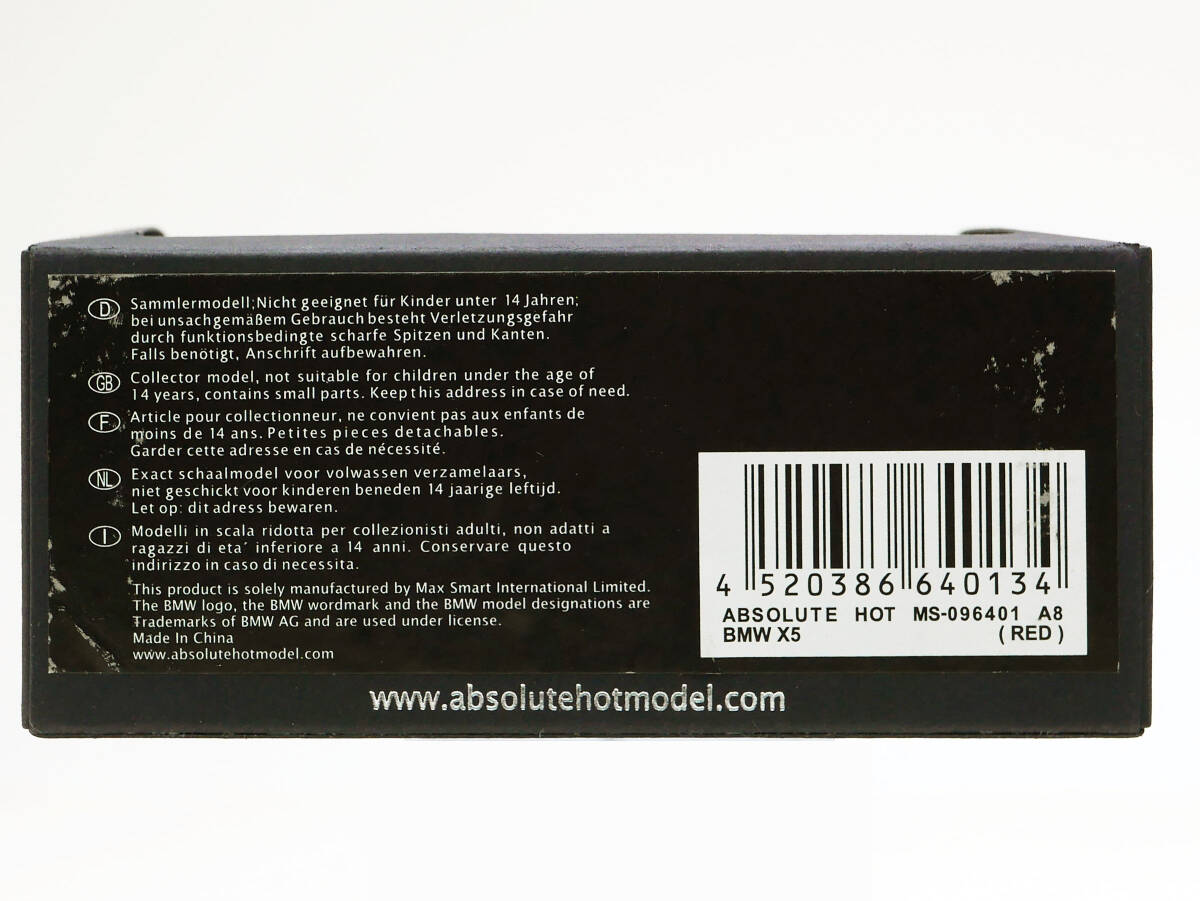 D Sammlermodell;Nicht geeignet für Kinder unter 14 Jahren;
bei unsachgemäßem Gebrauch besteht Verletzungsgefahr
durch funktionsbedingte scharfe Spitzen und Kanten.
Falls benötigt, Anschrift aufbewahren.
GB Collector model, not suitable for children under the age of
14 years, contains small parts. Keep this address in case of need.
F Article pour collectionneur, ne convient pas aux enfants de
moins de 14 ans. Petites pieces detachables.
Garder cette adresse en cas de nécessité.
NL Exact schaalmodel voor volwassen verzamelaars,
niet geschickt voor kinderen beneden 14 jaarige leftijd.
Let op: dit adres bewaren.
I Modelli in scala ridotta per collezionisti adulti, non adatti a
ragazzi di eta´ inferiore a 14 anni. Conservare questo
indirizzo in caso di necessita.
This product is solely manufactured by Max Smart International Limited.
The BMW logo, the BMW wordmark and the BMW model designations are
Trademarks of BMW AG and are used under license.
Made In China
www.absolutehotmodel.com
4 520386 640134
ABSOLUTE HOT MS-096401 A8
BMW X5 (RED)
www.absolutehotmodel.com